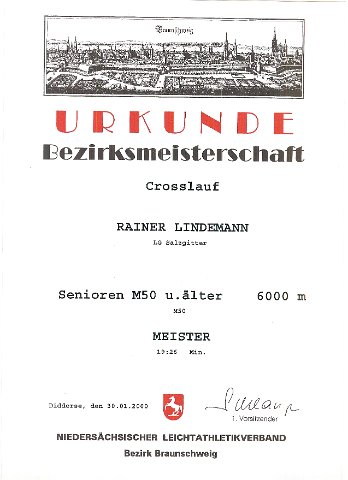 Braunschweig
URKUNDE
Bezirksmeisterschaft
Crosslauf
RAINER LINDEMANN
LG Salzgitter
Senioren M50 u.älter 6000 m
M50
MEISTER
19:26 Min.
Didderse, den 30.01.2000
1. Vorsitzender
NIEDERSÄCHSISCHER LEICHTATHLETIKVERBAND
Bezirk Braunschweig